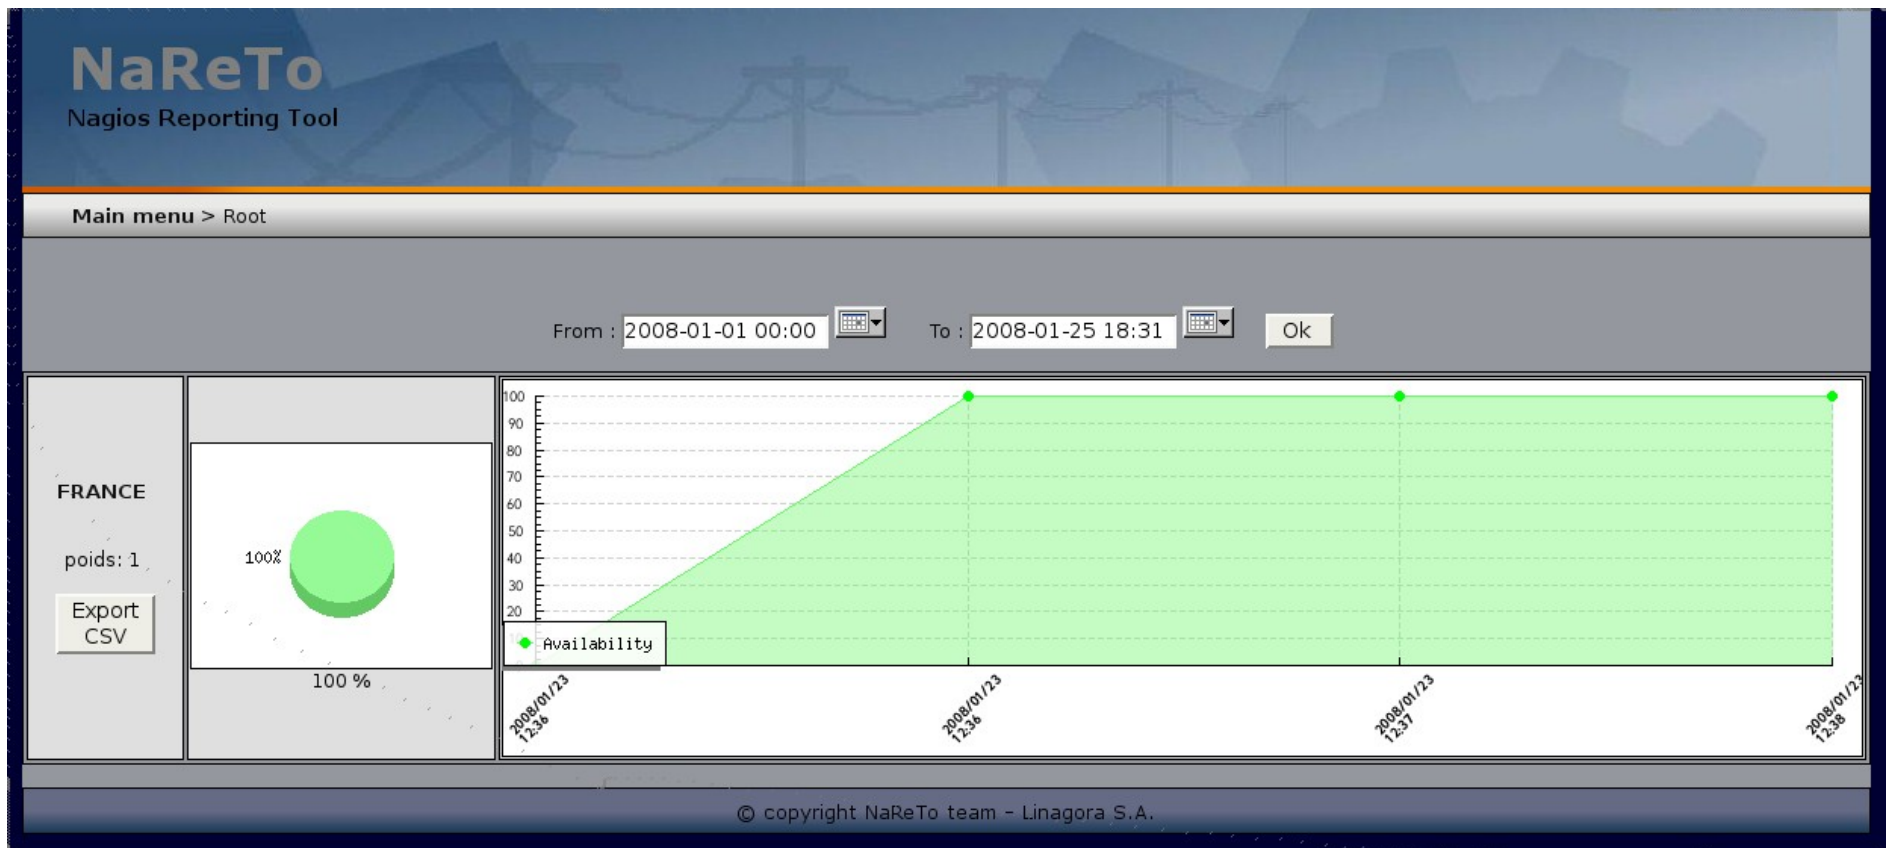 NaReTo
Nagios Reporting Tool
Main menu > Root
From : 2008-01-01 00:00 To : 2008-01-25 18:31 Ok
FRANCE
poids: 1
Export
CSV
100%
100 %
100
90
80
70
60
50
40
30
20
10
0
Availability
2008/01/23
12:36
2008/01/23
12:36
2008/01/23
12:37
2008/01/23
12:38
© copyright NaReTo team – Linagora S.A.